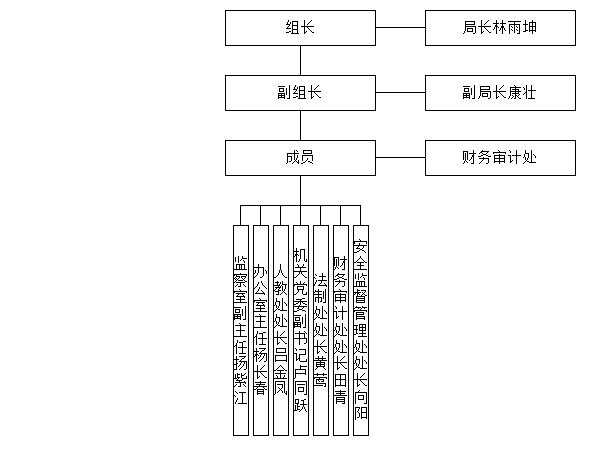 组长
局长林雨坤
副组长
副局长康壮
成员
财务审计处
监察室副主任扬紫江
办公室主任杨长春
人教处处长吕金凤
机关党委副书记卢同跃
法制处处长黄莺
财务审计处处长田青
安全监督管理处处长向阳